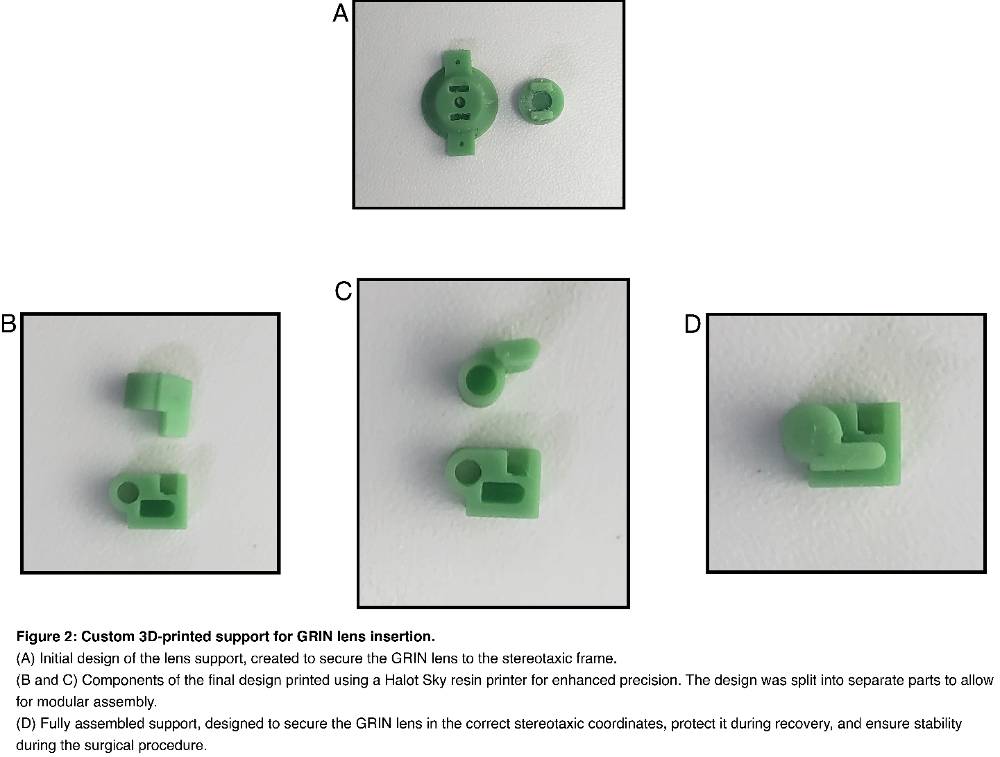 A
C
B
D
Figure 2: Custom 3D-printed support for GRIN lens insertion.
(A) Initial design of the lens support, created to secure the GRIN lens to the stereotaxic frame.
(B and C) Components of the final design printed using a Halot Sky resin printer for enhanced precision. The design was split into separate parts to allow
for modular assembly.
(D) Fully assembled support, designed to secure the GRIN lens in the correct stereotaxic coordinates, protect it during recovery, and ensure stability
during the surgical procedure.